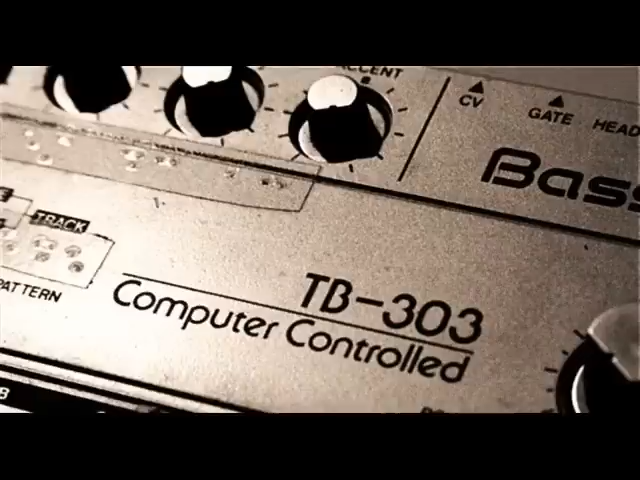 ACCENT
CV
GATE
HEAD
Bass
TRACK
PATTERN
TB-303
Computer Controlled